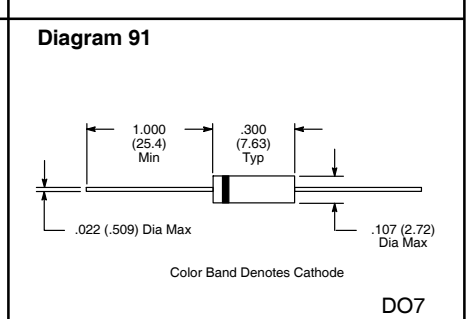 Diagram 91
1.000
(25.4)
Min
.300
(7.63)
Typ
.022 (.509) Dia Max
.107 (2.72)
Dia Max
Color Band Denotes Cathode
DO7